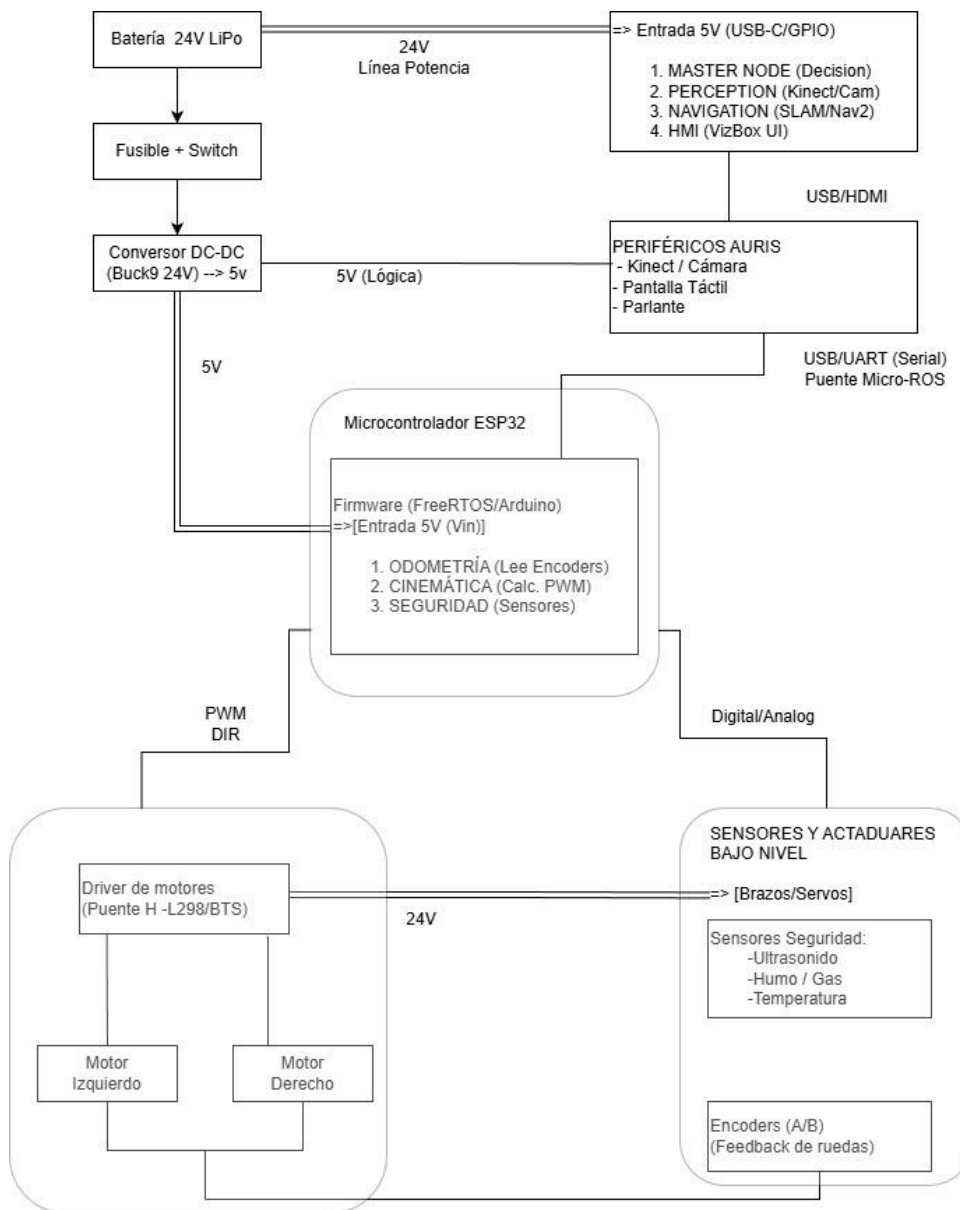 Batería 24V LiPo
24V
Línea Potencia
=> Entrada 5V (USB-C/GPIO)
1. MASTER NODE (Decision)
2. PERCEPTION (Kinect/Cam)
3. NAVIGATION (SLAM/Nav2)
4. HMI (VizBox UI)
Fusible + Switch
USB/HDMI
Conversor DC-DC
(Buck9 24V) --> 5v
5V (Lógica)
PERIFÉRICOS AURIS
- Kinect / Cámara
- Pantalla Táctil
- Parlante
5V
USB/UART (Serial)
Puente Micro-ROS
Microcontrolador ESP32
Firmware (FreeRTOS/Arduino)
=>[Entrada 5V (Vin)]
1. ODOMETRÍA (Lee Encoders)
2. CINEMÁTICA (Calc. PWM)
3. SEGURIDAD (Sensores)
PWM
DIR
Digital/Analog
Driver de motores
(Puente H -L298/BTS)
24V
SENSORES Y ACTADUARES
BAJO NIVEL
=> [Brazos/Servos]
Sensores Seguridad:
-Ultrasonido
-Humo / Gas
-Temperatura
Motor
Izquierdo
Motor
Derecho
Encoders (A/B)
(Feedback de ruedas)